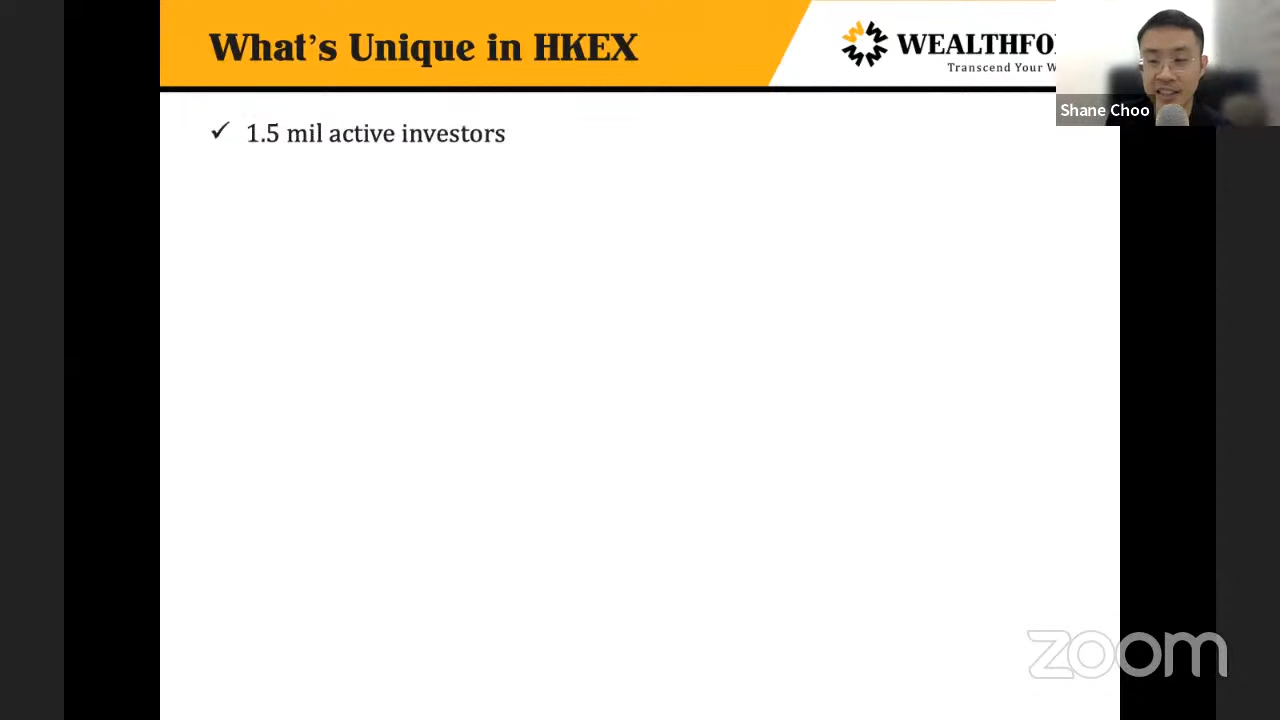 What's Unique in HKEX
WEALTHFO
Transcend Your W
Shane Choo
✓ 1.5 mil active investors
zoom